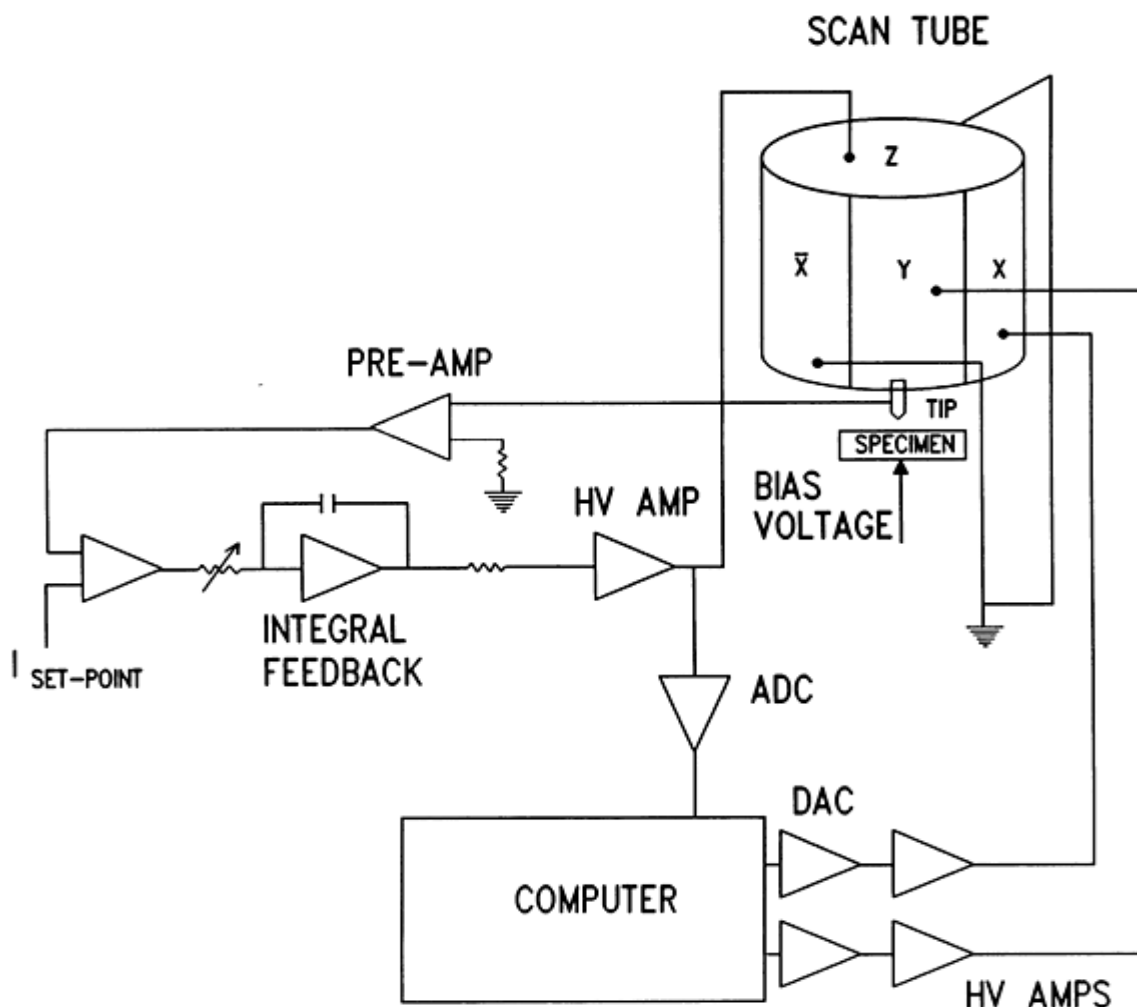 SCAN TUBE
Z
X̅
Y
X
PRE-AMP
TIP
SPECIMEN
HV AMP
BIAS
VOLTAGE
INTEGRAL
FEEDBACK
I SET-POINT
ADC
DAC
COMPUTER
HV AMPS